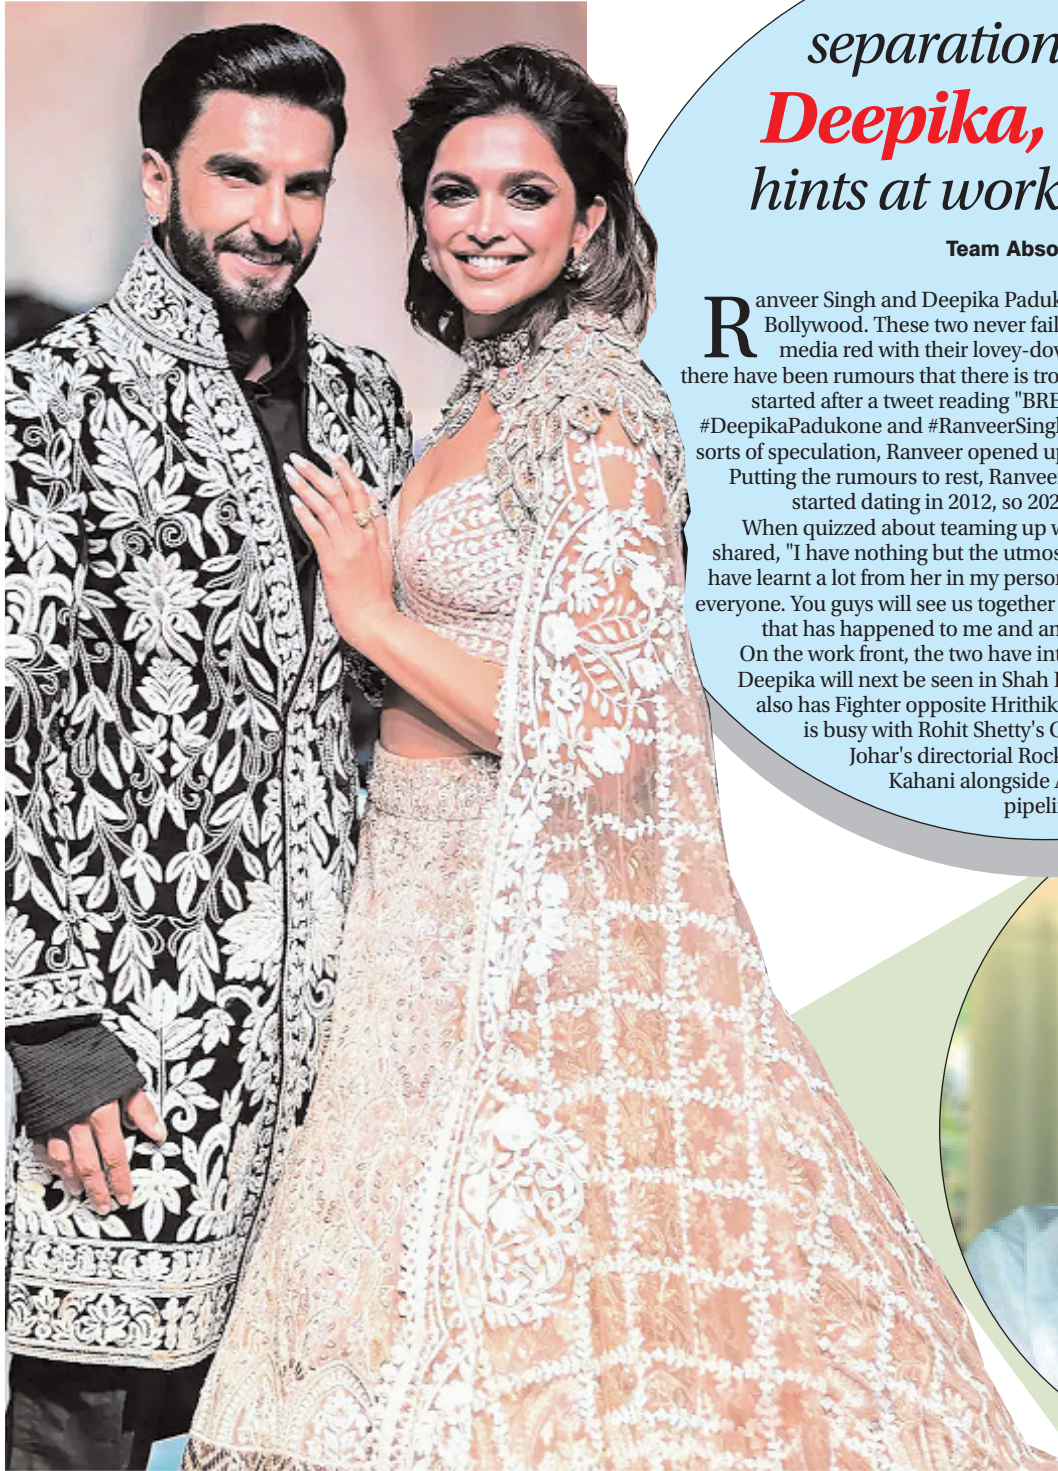 separation
Deepika,
hints at work
Team Abso
Ranveer Singh and Deepika Paduk
Bollywood. These two never fail
media red with their lovey-dov
there have been rumours that there is tro
started after a tweet reading "BRE
#DeepikaPadukone and #RanveerSingh
sorts of speculation, Ranveer opened up
Putting the rumours to rest, Ranveer
started dating in 2012, so 202
When quizzed about teaming up w
shared, "I have nothing but the utmos
have learnt a lot from her in my person
everyone. You guys will see us together
that has happened to me and an
On the work front, the two have int
Deepika will next be seen in Shah
also has Fighter opposite Hrithik
is busy with Rohit Shetty's C
Johar's directorial Rock
Kahani alongside A
pipelin